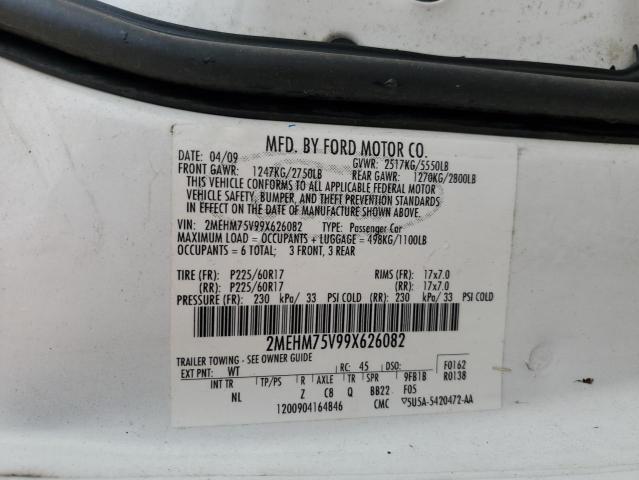 MFD. BY FORD MOTOR CO.
DATE: 04/09 GVWR: 2517KG/5550LB
FRONT GAWR: 1247KG/2750LB REAR GAWR: 1270KG/2800LB
THIS VEHICLE CONFORMS TO ALL APPLICABLE FEDERAL MOTOR
VEHICLE SAFETY, BUMPER, AND THEFT PREVENTION STANDARDS
IN EFFECT ON THE DATE OF MANUFACTURE SHOWN ABOVE.
VIN: 2MEHM75V99X626082 TYPE: Passenger Car
MAXIMUM LOAD = OCCUPANTS + LUGGAGE = 498KG/1100LB
OCCUPANTS = 6 TOTAL; 3 FRONT, 3 REAR
TIRE (FR): P225/60R17 RIMS (FR): 17x7.0
(RR): P225/60R17 (RR): 17x7.0
PRESSURE (FR): 230 kPa/ 33 PSI COLD (RR): 230 kPa/33 PSI COLD
2MEHM75V99X626082
TRAILER TOWING - SEE OWNER GUIDE
EXT PNT: WT RC: 45 DSO: F0162
INT TR TP/PS R AXLE TR SPR 9FB1B R0138
NL Z C8 Q BB22 F05
1200904164846 CMC ▽5U5A-5420472-AA